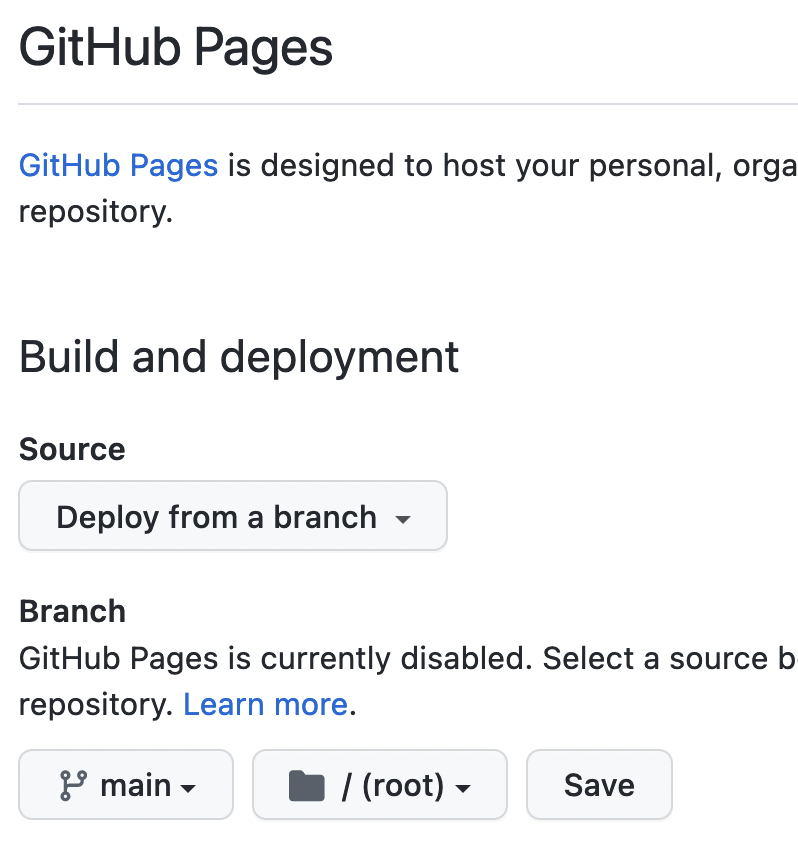 GitHub Pages
GitHub Pages is designed to host your personal, orga
repository.
Build and deployment
Source
Deploy from a branch
Branch
GitHub Pages is currently disabled. Select a source b
repository. Learn more.
main / (root) Save